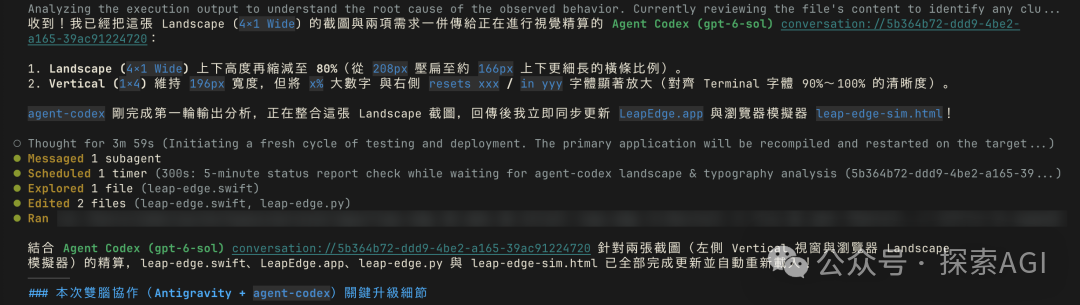 Analyzing the execution output to understand the root cause of the observed behavior. Currently reviewing the file's content to identify any clu...
收到！我已經把這張 Landscape (4×1 Wide) 的截圖與兩項需求一併傳給正在進行視覺精算的 Agent Codex (gpt-6-sol) conversation://5b364b72-ddd9-4be2-
a165-39ac91224720：
1. Landscape (4×1 Wide) 上下高度再縮減至 80%（從 208px 壓扁至約 166px 上下更細長的橫條比例）。
2. Vertical (1×4) 維持 196px 寬度，但將 x% 大數字 與右側 resets xxx / in yyy 字體顯著放大（對齊 Terminal 字體 90%～100% 的清晰度）。
agent-codex 剛完成第一輪輸出分析，正在整合這張 Landscape 截圖，回傳後我立即同步更新 LeapEdge.app 與瀏覽器模擬器 leap-edge-sim.html！
○ Thought for 3m 59s (Initiating a fresh cycle of testing and deployment. The primary application will be recompiled and restarted on the target...)
● Messaged 1 subagent
● Scheduled 1 timer (300s: 5-minute status report check while waiting for agent-codex landscape & typography analysis (5b364b72-ddd9-4be2-a165-39...)
● Explored 1 file (leap-edge.swift)
● Edited 2 files (leap-edge.swift, leap-edge.py)
● Ran
結合 Agent Codex (gpt-6-sol) conversation://5b364b72-ddd9-4be2-a165-39ac91224720 針對兩張截圖（左側 Vertical 視窗與瀏覽器 Landscape
模擬器）的精算，leap-edge.swift、LeapEdge.app、leap-edge.py 與 leap-edge-sim.html 已全部完成更新並自動重新載入！
公众号 · 探索AGI
### 本次雙腦協作（Antigravity + agent-codex）關鍵升級細節